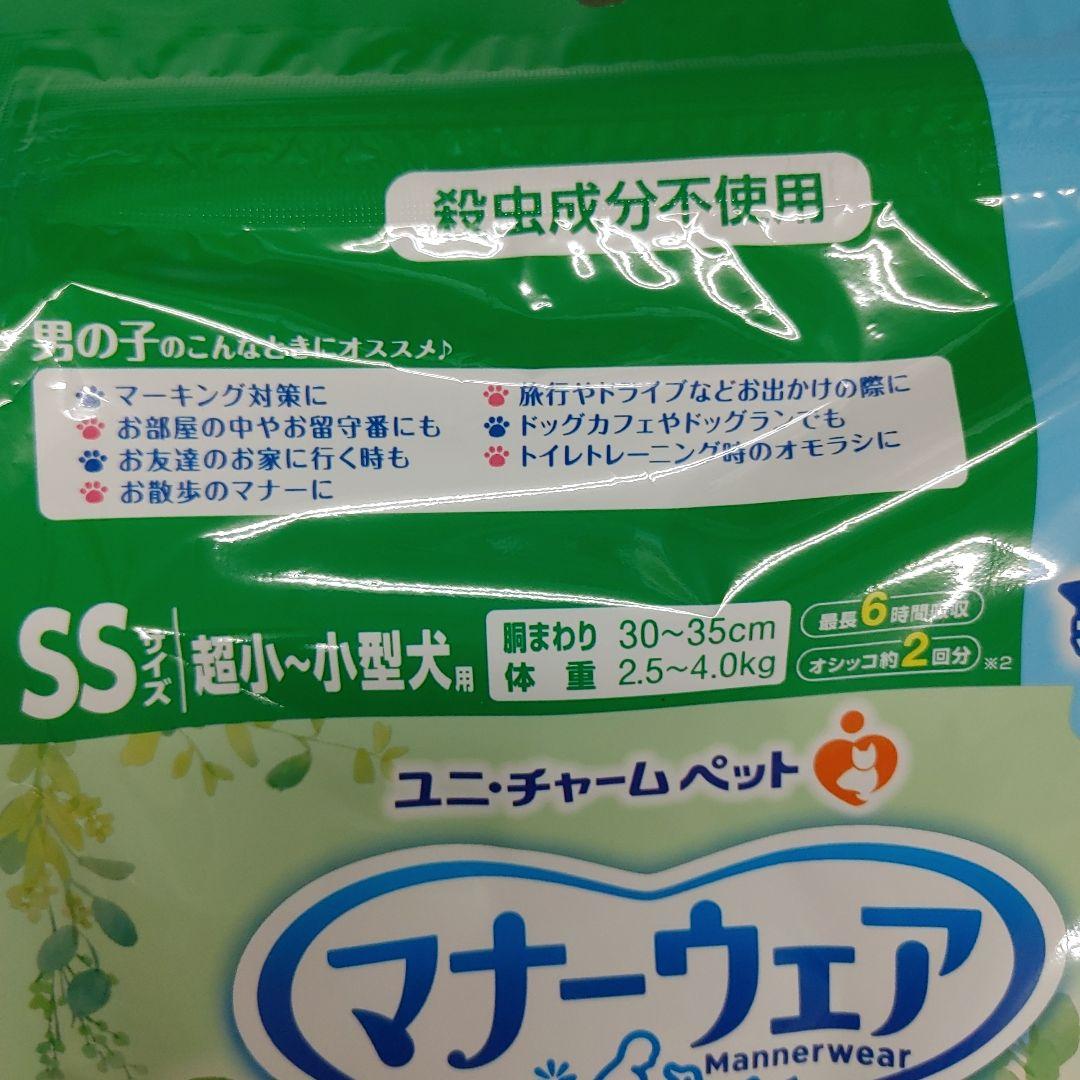 殺虫成分不使用
男の子のこんなときにオススメ♪
マーキング対策に
お部屋の中やお留守番にも
お友達のお家に行く時も
お散歩のマナーに
旅行やドライブなどお出かけの際に
ドッグカフェやドッグランでも
トイレトレーニング時のオモラシに
SSサイズ 超小~小型犬用
胴まわり 30~35cm
体重 2.5~4.0kg
最長6時間吸収
オシッコ約2回分 ※2
ユニ・チャーム ペット
マナーウェア
Mannerwear